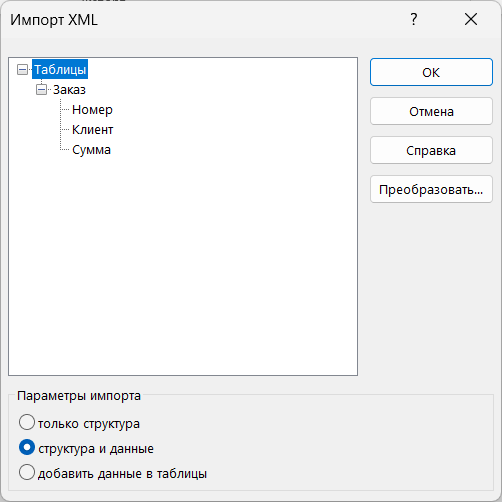 Импорт XML
?
Таблицы
Заказ
Номер
Клиент
Сумма
ОК
Отмена
Справка
Преобразовать...
Параметры импорта
только структура
структура и данные
добавить данные в таблицы